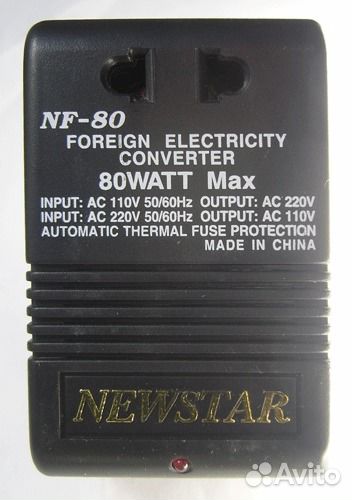 NF-80
FOREIGN ELECTRICITY
CONVERTER
80WATT Max
INPUT: AC 110V 50/60Hz OUTPUT: AC 220V
INPUT: AC 220V 50/60Hz OUTPUT: AC 110V
AUTOMATIC THERMAL FUSE PROTECTION
MADE IN CHINA
NEWSTAR
Avito